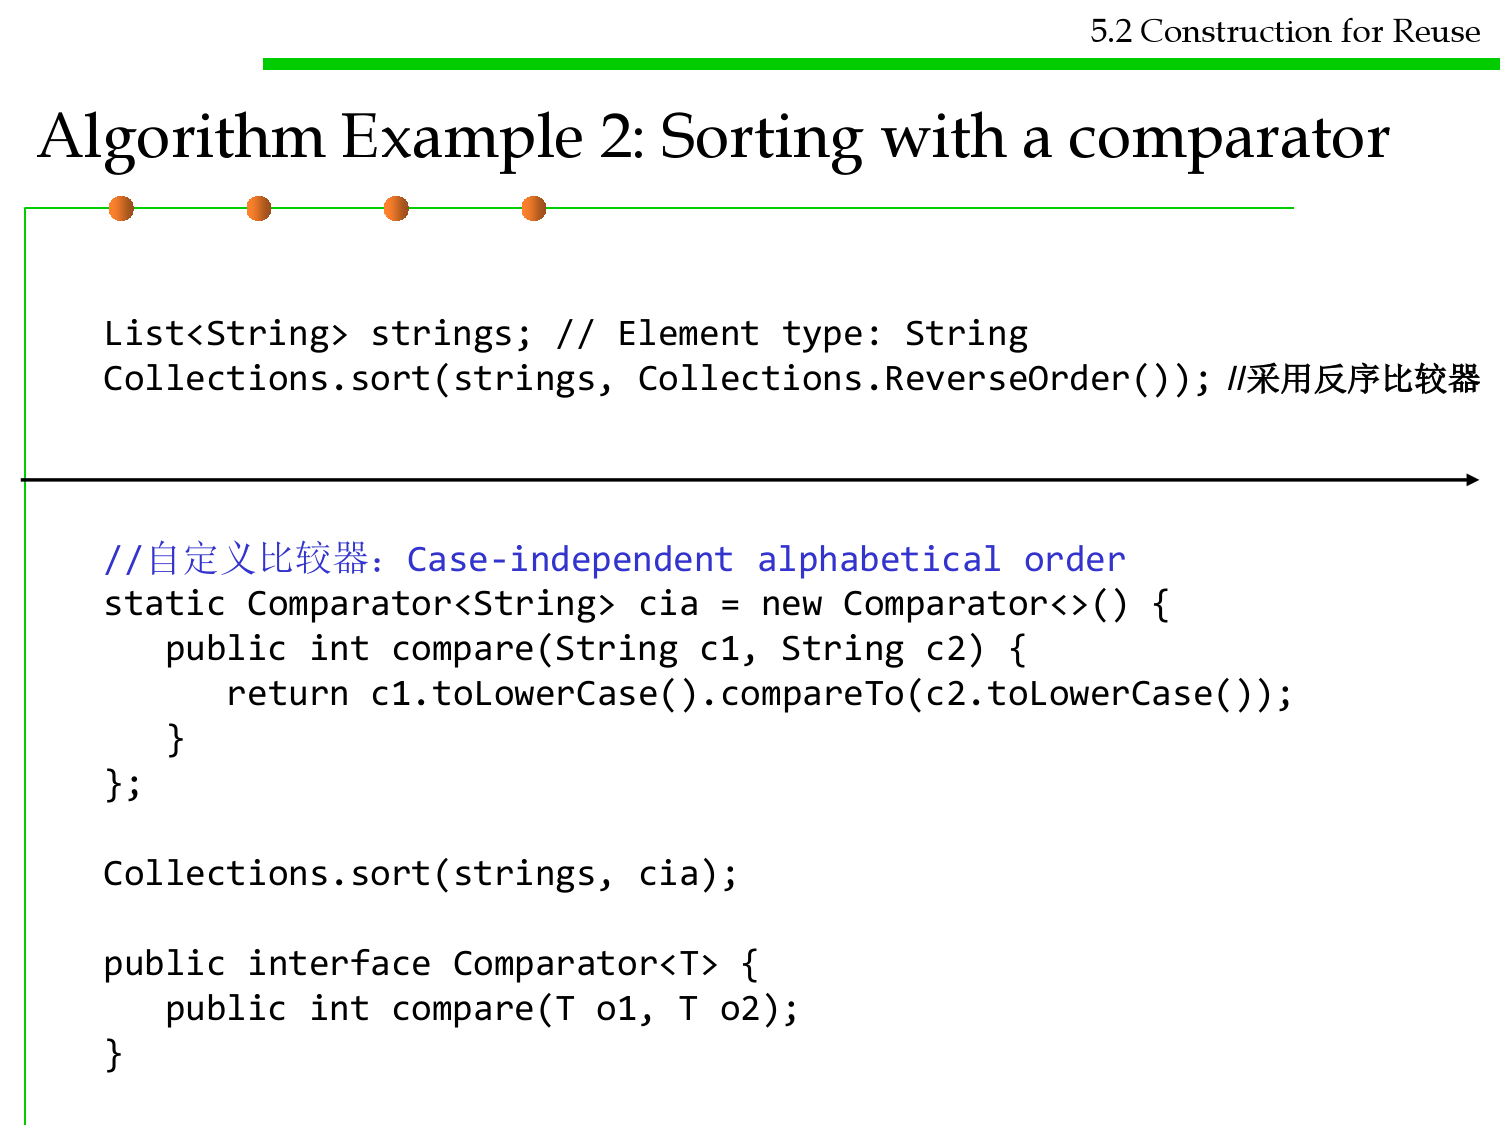 5.2 Construction for Reuse
Algorithm Example 2: Sorting with a comparator
List<String> strings; // Element type: String
Collections.sort(strings, Collections.ReverseOrder()); //采用反序比较器
//自定义比较器：Case-independent alphabetical order
static Comparator<String> cia = new Comparator<>() {
   public int compare(String c1, String c2) {
      return c1.toLowerCase().compareTo(c2.toLowerCase());
   }
};
Collections.sort(strings, cia);
public interface Comparator<T> {
   public int compare(T o1, T o2);
}